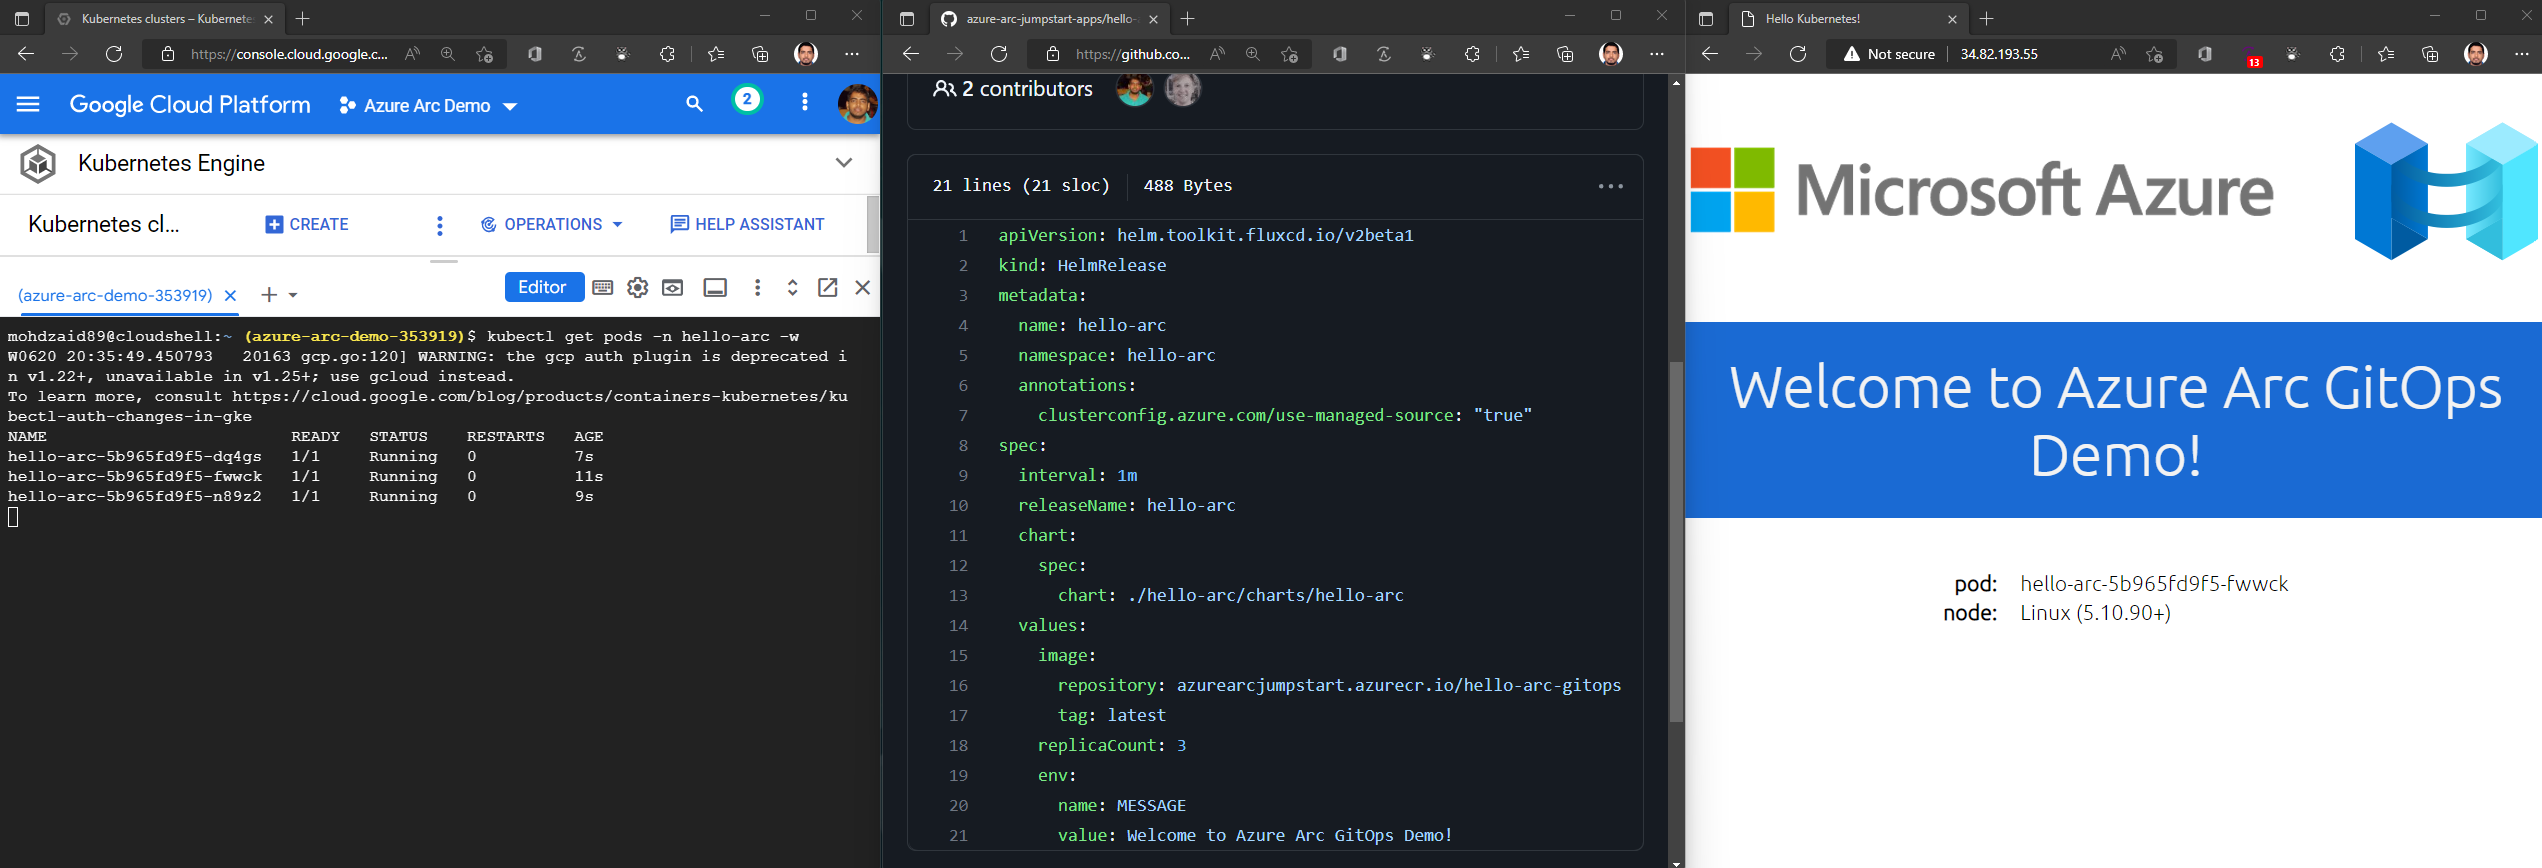 Kubernetes clusters – Kubernete
https://console.cloud.google.c...
Google Cloud Platform
Azure Arc Demo
2
Kubernetes Engine
Kubernetes cl...
CREATE
OPERATIONS
HELP ASSISTANT
(azure-arc-demo-353919)
Editor
mohdzaid89@cloudshell:~ (azure-arc-demo-353919)$ kubectl get pods -n hello-arc -w
W0620 20:35:49.450793   20163 gcp.go:120] WARNING: the gcp auth plugin is deprecated i
n v1.22+, unavailable in v1.25+; use gcloud instead.
To learn more, consult https://cloud.google.com/blog/products/containers-kubernetes/ku
bectl-auth-changes-in-gke
NAME READY STATUS RESTARTS AGE
hello-arc-5b965fd9f5-dq4gs 1/1 Running 0 7s
hello-arc-5b965fd9f5-fwwck 1/1 Running 0 11s
hello-arc-5b965fd9f5-n89z2 1/1 Running 0 9s
azure-arc-jumpstart-apps/hello-
https://github.co...
2 contributors
21 lines (21 sloc)
488 Bytes
1 apiVersion: helm.toolkit.fluxcd.io/v2beta1
2 kind: HelmRelease
3 metadata:
4 name: hello-arc
5 namespace: hello-arc
6 annotations:
7 clusterconfig.azure.com/use-managed-source: "true"
8 spec:
9 interval: 1m
10 releaseName: hello-arc
11 chart:
12 spec:
13 chart: ./hello-arc/charts/hello-arc
14 values:
15 image:
16 repository: azurearcjumpstart.azurecr.io/hello-arc-gitops
17 tag: latest
18 replicaCount: 3
19 env:
20 name: MESSAGE
21 value: Welcome to Azure Arc GitOps Demo!
Hello Kubernetes!
Not secure
34.82.193.55
13
Microsoft Azure
Welcome to Azure Arc GitOps
Demo!
pod: hello-arc-5b965fd9f5-fwwck
node: Linux (5.10.90+)